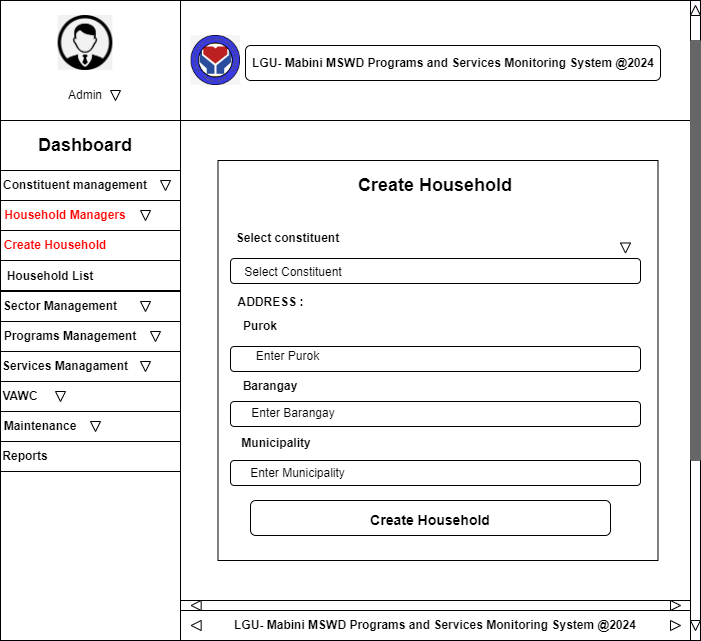 Admin
LGU- Mabini MSWD Programs and Services Monitoring System @2024
Dashboard
Constituent management
Household Managers
Create Household
Household List
Sector Management
Programs Management
Services Managament
VAWC
Maintenance
Reports
Create Household
Select constituent
Select Constituent
ADDRESS :
Purok
Enter Purok
Barangay
Enter Barangay
Municipality
Enter Municipality
Create Household
LGU- Mabini MSWD Programs and Services Monitoring System @2024